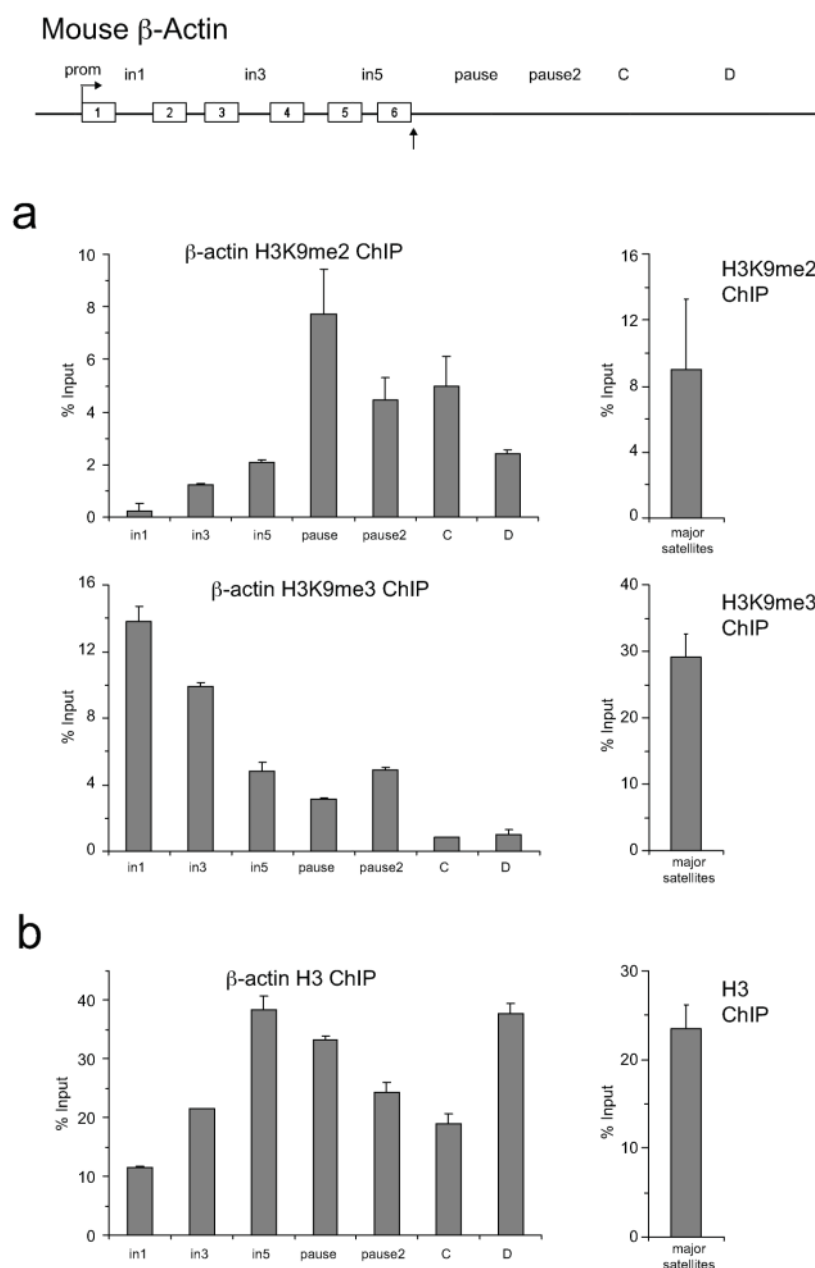 Mouse β-Actin
prom in1 in3 in5 pause pause2 C D
1 2 3 4 5 6
a
β-actin H3K9me2 ChIP
% Input
10
8
6
4
2
0
in1 in3 in5 pause pause2 C D
H3K9me2
ChIP
% Input
16
12
8
4
0
major
satellites
β-actin H3K9me3 ChIP
% Input
16
12
8
4
0
in1 in3 in5 pause pause2 C D
H3K9me3
ChIP
% Input
40
30
20
10
0
major
satellites
b
β-actin H3 ChIP
% Input
40
30
20
10
0
in1 in3 in5 pause pause2 C D
H3
ChIP
% Input
30
20
10
0
major
satellites